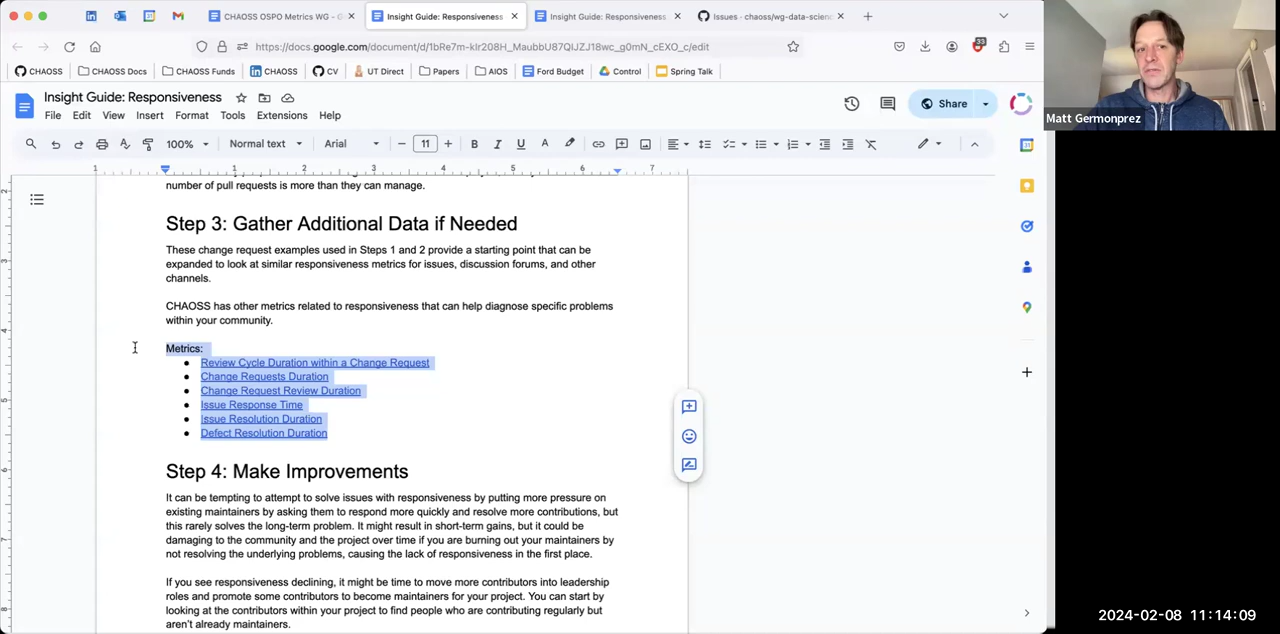 CHAOSS OSPO Metrics WG - G
Insight Guide: Responsiveness
Insight Guide: Responsiveness
Issues · chaoss/wg-data-scien
https://docs.google.com/document/d/1bRe7m-kIr208H_MaubbU87QIJZJ18wc_g0mN_cEXO_c/edit
33
CHAOSS
CHAOSS Docs
CHAOSS Funds
CHAOSS
CV
UT Direct
Papers
AIOS
Ford Budget
Control
Spring Talk
Matt Germonprez
Insight Guide: Responsiveness
File Edit View Insert Format Tools Extensions Help
Share
100% Normal text Arial 11
1 1 2 3 4 5 6 7
number of pull requests is more than they can manage.
Step 3: Gather Additional Data if Needed
These change request examples used in Steps 1 and 2 provide a starting point that can be
expanded to look at similar responsiveness metrics for issues, discussion forums, and other
channels.
CHAOSS has other metrics related to responsiveness that can help diagnose specific problems
within your community.
Metrics:
● Review Cycle Duration within a Change Request
● Change Requests Duration
● Change Request Review Duration
● Issue Response Time
● Issue Resolution Duration
● Defect Resolution Duration
Step 4: Make Improvements
It can be tempting to attempt to solve issues with responsiveness by putting more pressure on
existing maintainers by asking them to respond more quickly and resolve more contributions, but
this rarely solves the long-term problem. It might result in short-term gains, but it could be
damaging to the community and the project over time if you are burning out your maintainers by
not resolving the underlying problems, causing the lack of responsiveness in the first place.
If you see responsiveness declining, it might be time to move more contributors into leadership
roles and promote some contributors to become maintainers for your project. You can start by
looking at the contributors within your project to find people who are contributing regularly but
aren't already maintainers.
2024-02-08 11:14:09